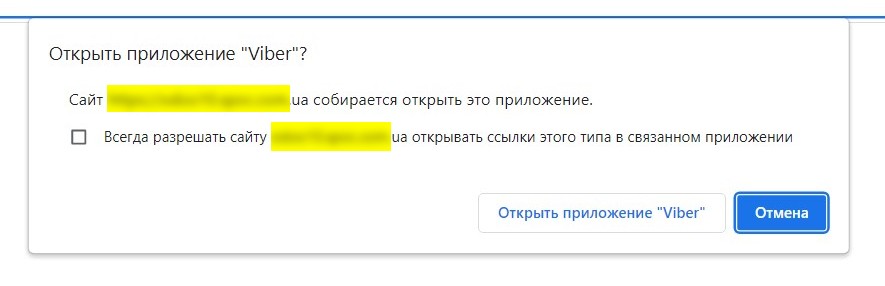 Открыть приложение "Viber"?
Сайт .ua собирается открыть это приложение.
Всегда разрешать сайту ua открывать ссылки этого типа в связанном приложении
Открыть приложение "Viber"
Отмена